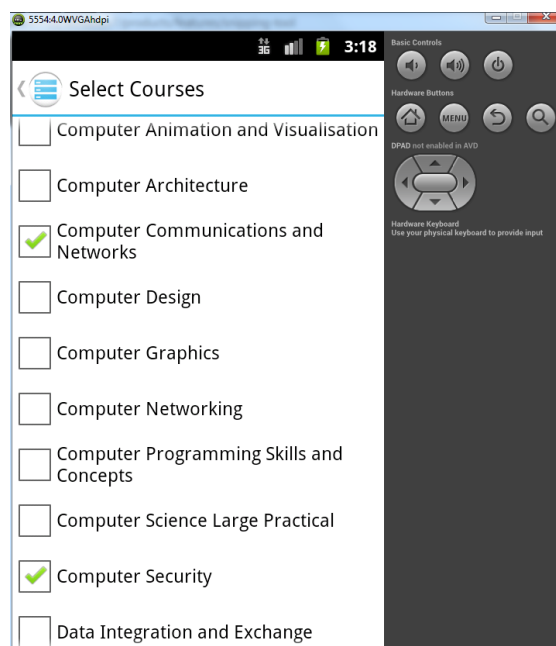 5554:4.0WVGAhdpi
3G
3:18
Select Courses
Computer Animation and Visualisation
Computer Architecture
Computer Communications and
Networks
Computer Design
Computer Graphics
Computer Networking
Computer Programming Skills and
Concepts
Computer Science Large Practical
Computer Security
Data Integration and Exchange
Basic Controls
Hardware Buttons
MENU
DPAD not enabled in AVD
Hardware Keyboard
Use your physical keyboard to provide input